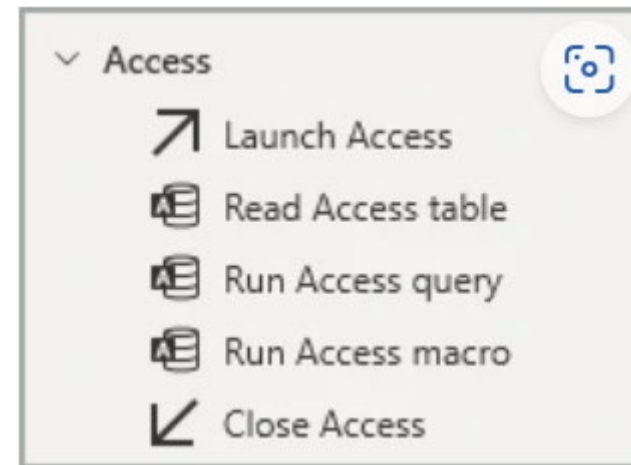 Access
Launch Access
Read Access table
Run Access query
Run Access macro
Close Access